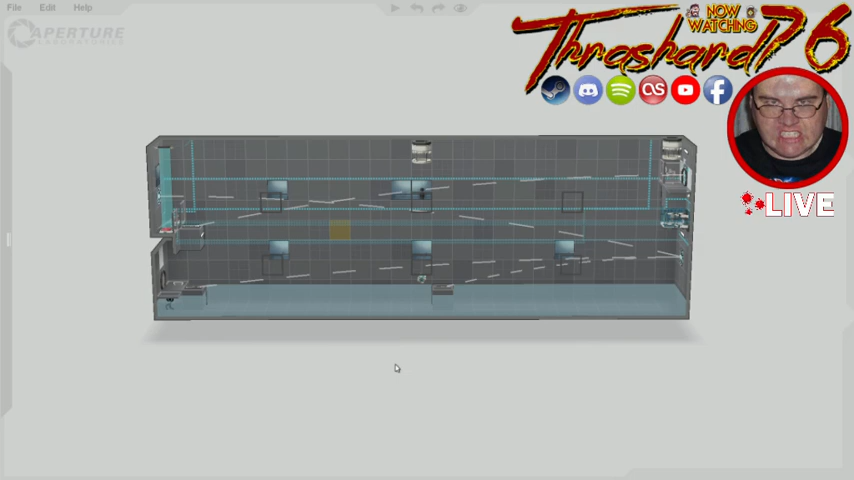 File Edit Help
APERTURE
LABORATORIES
NOW
WATCHING
Thrashard76
LIVE